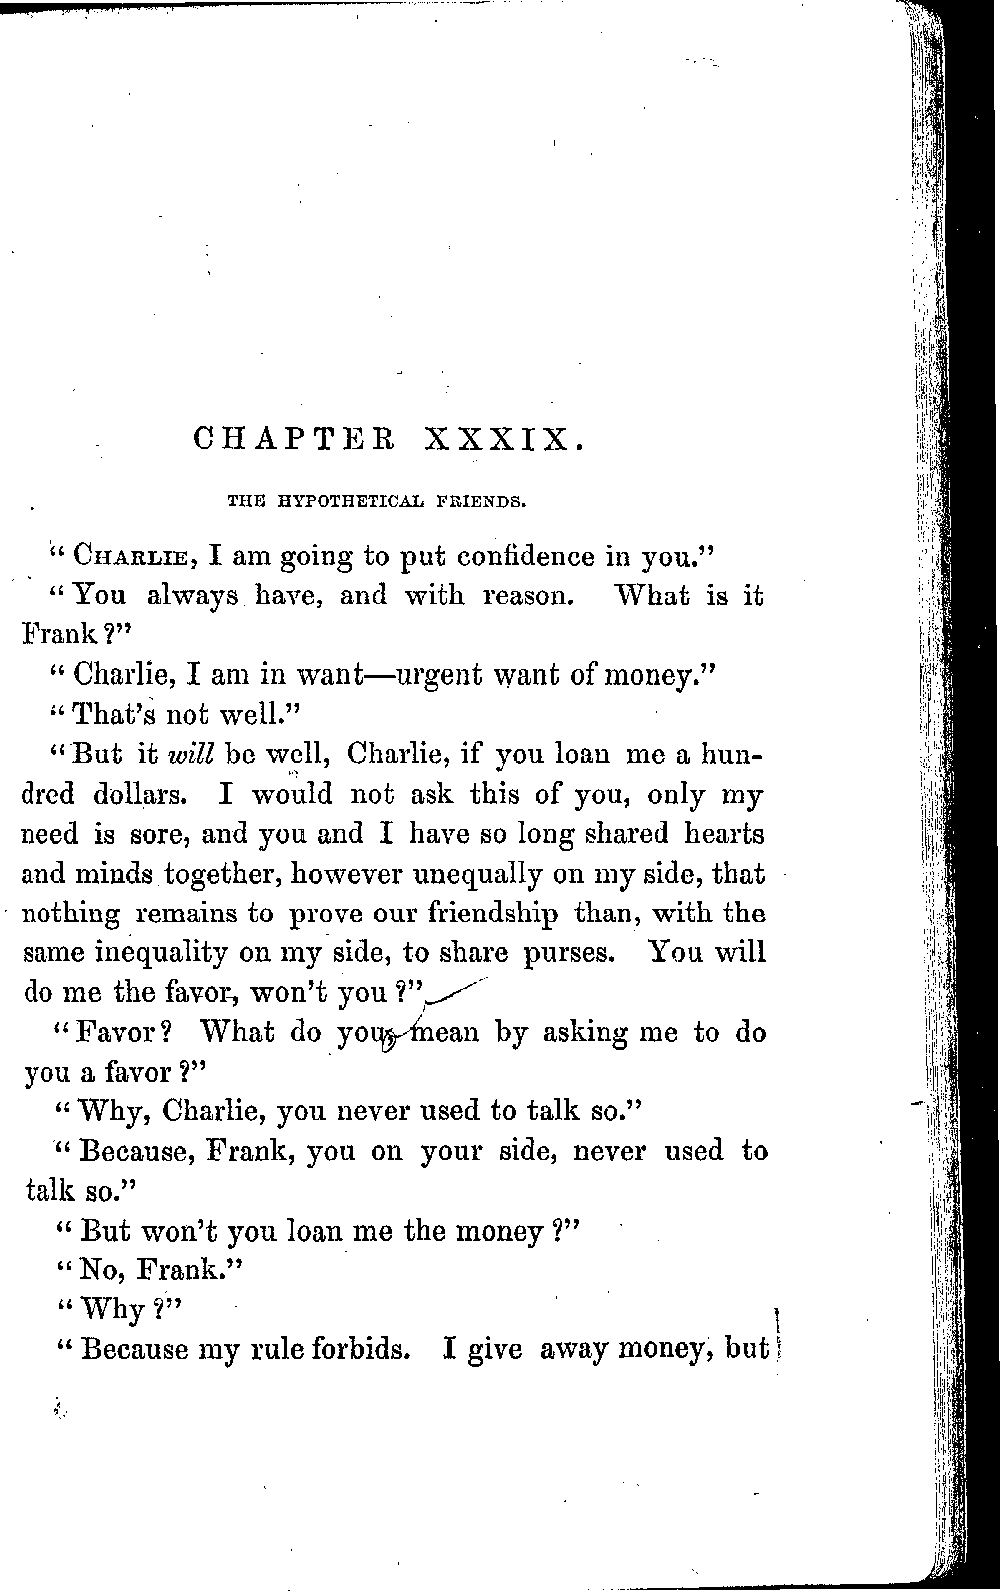 CHAPTER XXXIX.
THE HYPOTHETICAL FRIENDS.
“CHARLIE, I am going to put confidence in you.”
“You always have, and with reason. What is it
Frank?”
“Charlie, I am in want—urgent want of money.”
“That’s not well.”
“But it will be well, Charlie, if you loan me a hun-
dred dollars. I would not ask this of you, only my
need is sore, and you and I have so long shared hearts
and minds together, however unequally on my side, that
nothing remains to prove our friendship than, with the
same inequality on my side, to share purses. You will
do me the favor, won’t you?”
“Favor? What do you mean by asking me to do
you a favor?”
“Why, Charlie, you never used to talk so.”
“Because, Frank, you on your side, never used to
talk so.”
“But won’t you loan me the money?”
“No, Frank.”
“Why?”
“Because my rule forbids. I give away money, but